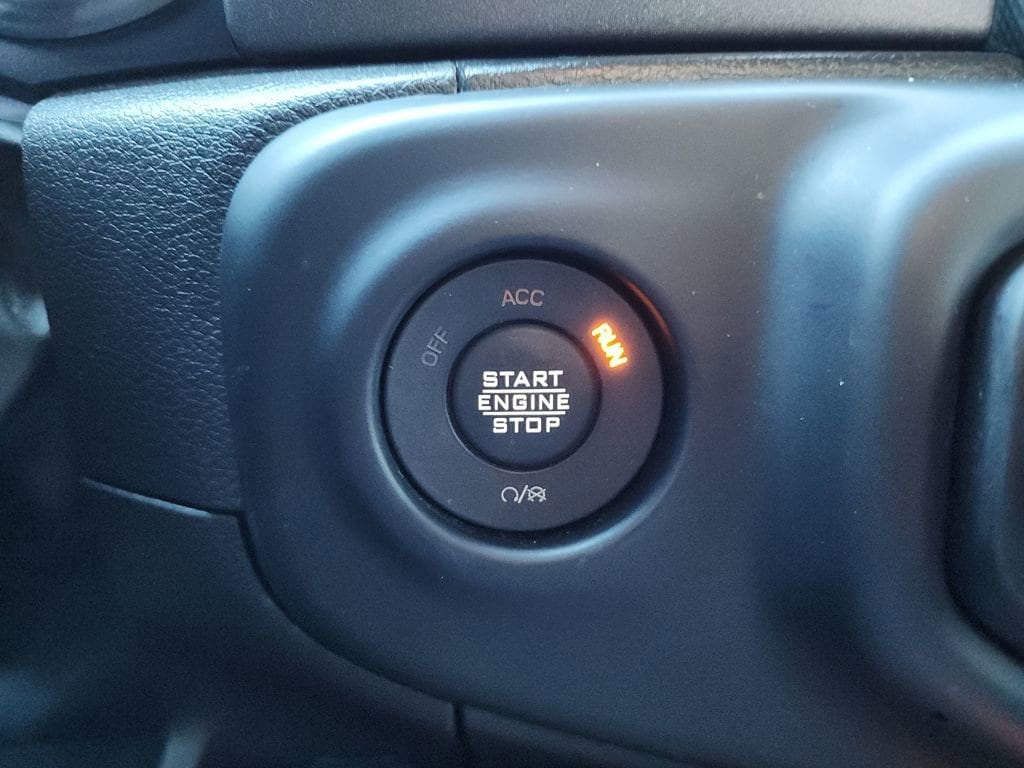 ACC
OFF
RUN
START
ENGINE
STOP